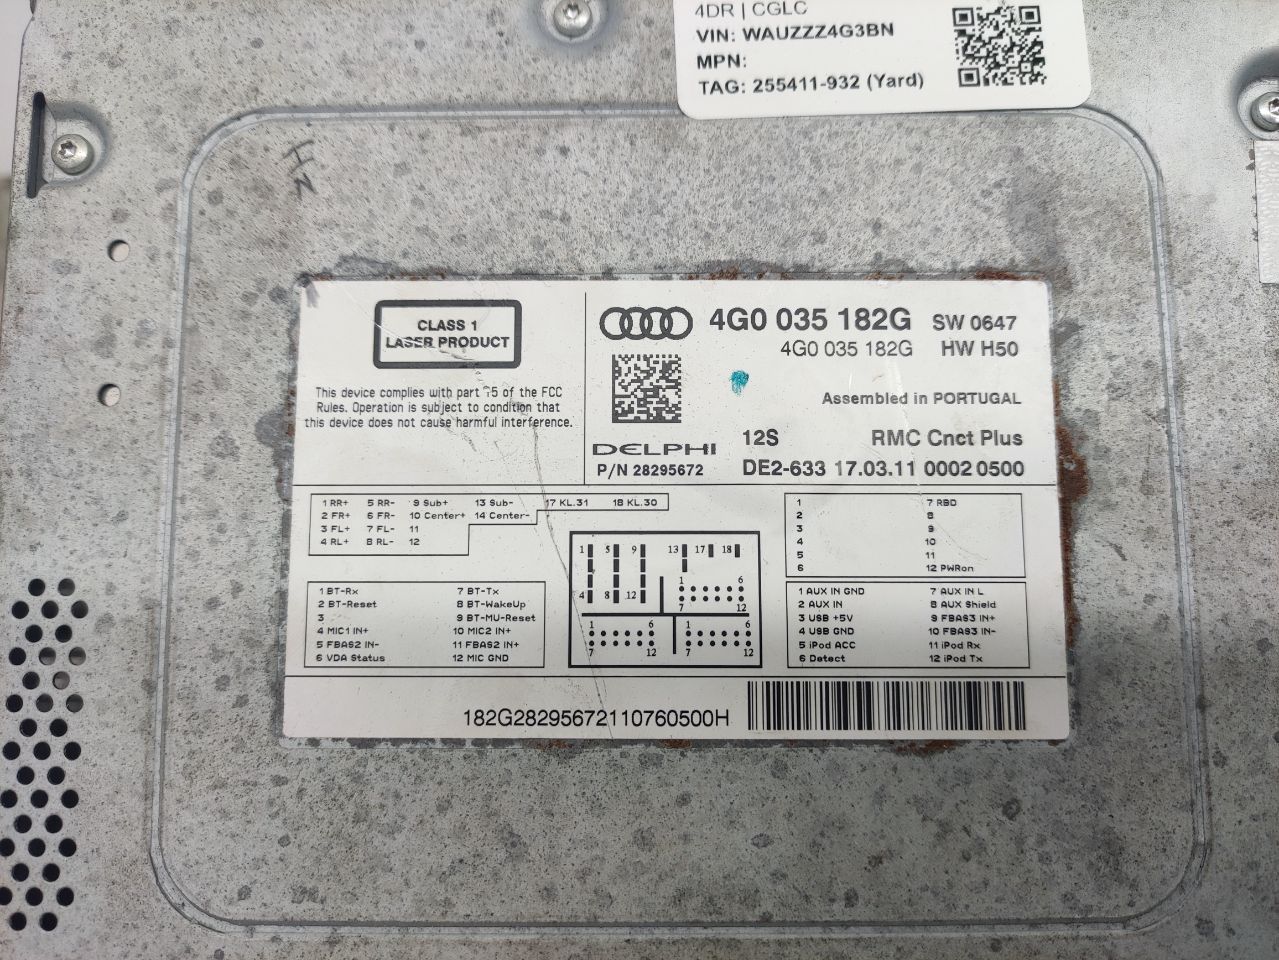 4DR | CGLC
VIN: WAUZZZ4G3BN
MPN:
TAG: 255411-932 (Yard)
CLASS 1
LASER PRODUCT
This device complies with part 15 of the FCC
Rules. Operation is subject to condition that
this device does not cause harmful interference.
4G0 035 182G SW 0647
4G0 035 182G HW H50
Assembled in PORTUGAL
DELPHI 12S RMC Cnct Plus
P/N 28295672 DE2-633 17.03.11 0002 0500
1 RR+ 5 RR- 9 Sub+ 13 Sub- 17 KL.31 18 KL.30
2 FR+ 6 FR- 10 Center+ 14 Center-
3 FL+ 7 FL- 11
4 RL+ 8 RL- 12
1 7 RBD
2 8
3 9
4 10
5 11
6 12 PWRon
1 5 9 13 17 18
4 8 12
1 6
7 12
1 6 1 6
7 12 7 12
1 BT-Rx 7 BT-Tx
2 BT-Reset 8 BT-WakeUp
3 9 BT-MU-Reset
4 MIC1 IN+ 10 MIC2 IN+
5 FBAS2 IN- 11 FBAS2 IN+
6 VDA Status 12 MIC GND
1 AUX IN GND 7 AUX IN L
2 AUX IN 8 AUX Shield
3 USB +5V 9 FBAS3 IN+
4 USB GND 10 FBAS3 IN-
5 iPod ACC 11 iPod Rx
6 Detect 12 iPod Tx
182G28295672110760500H